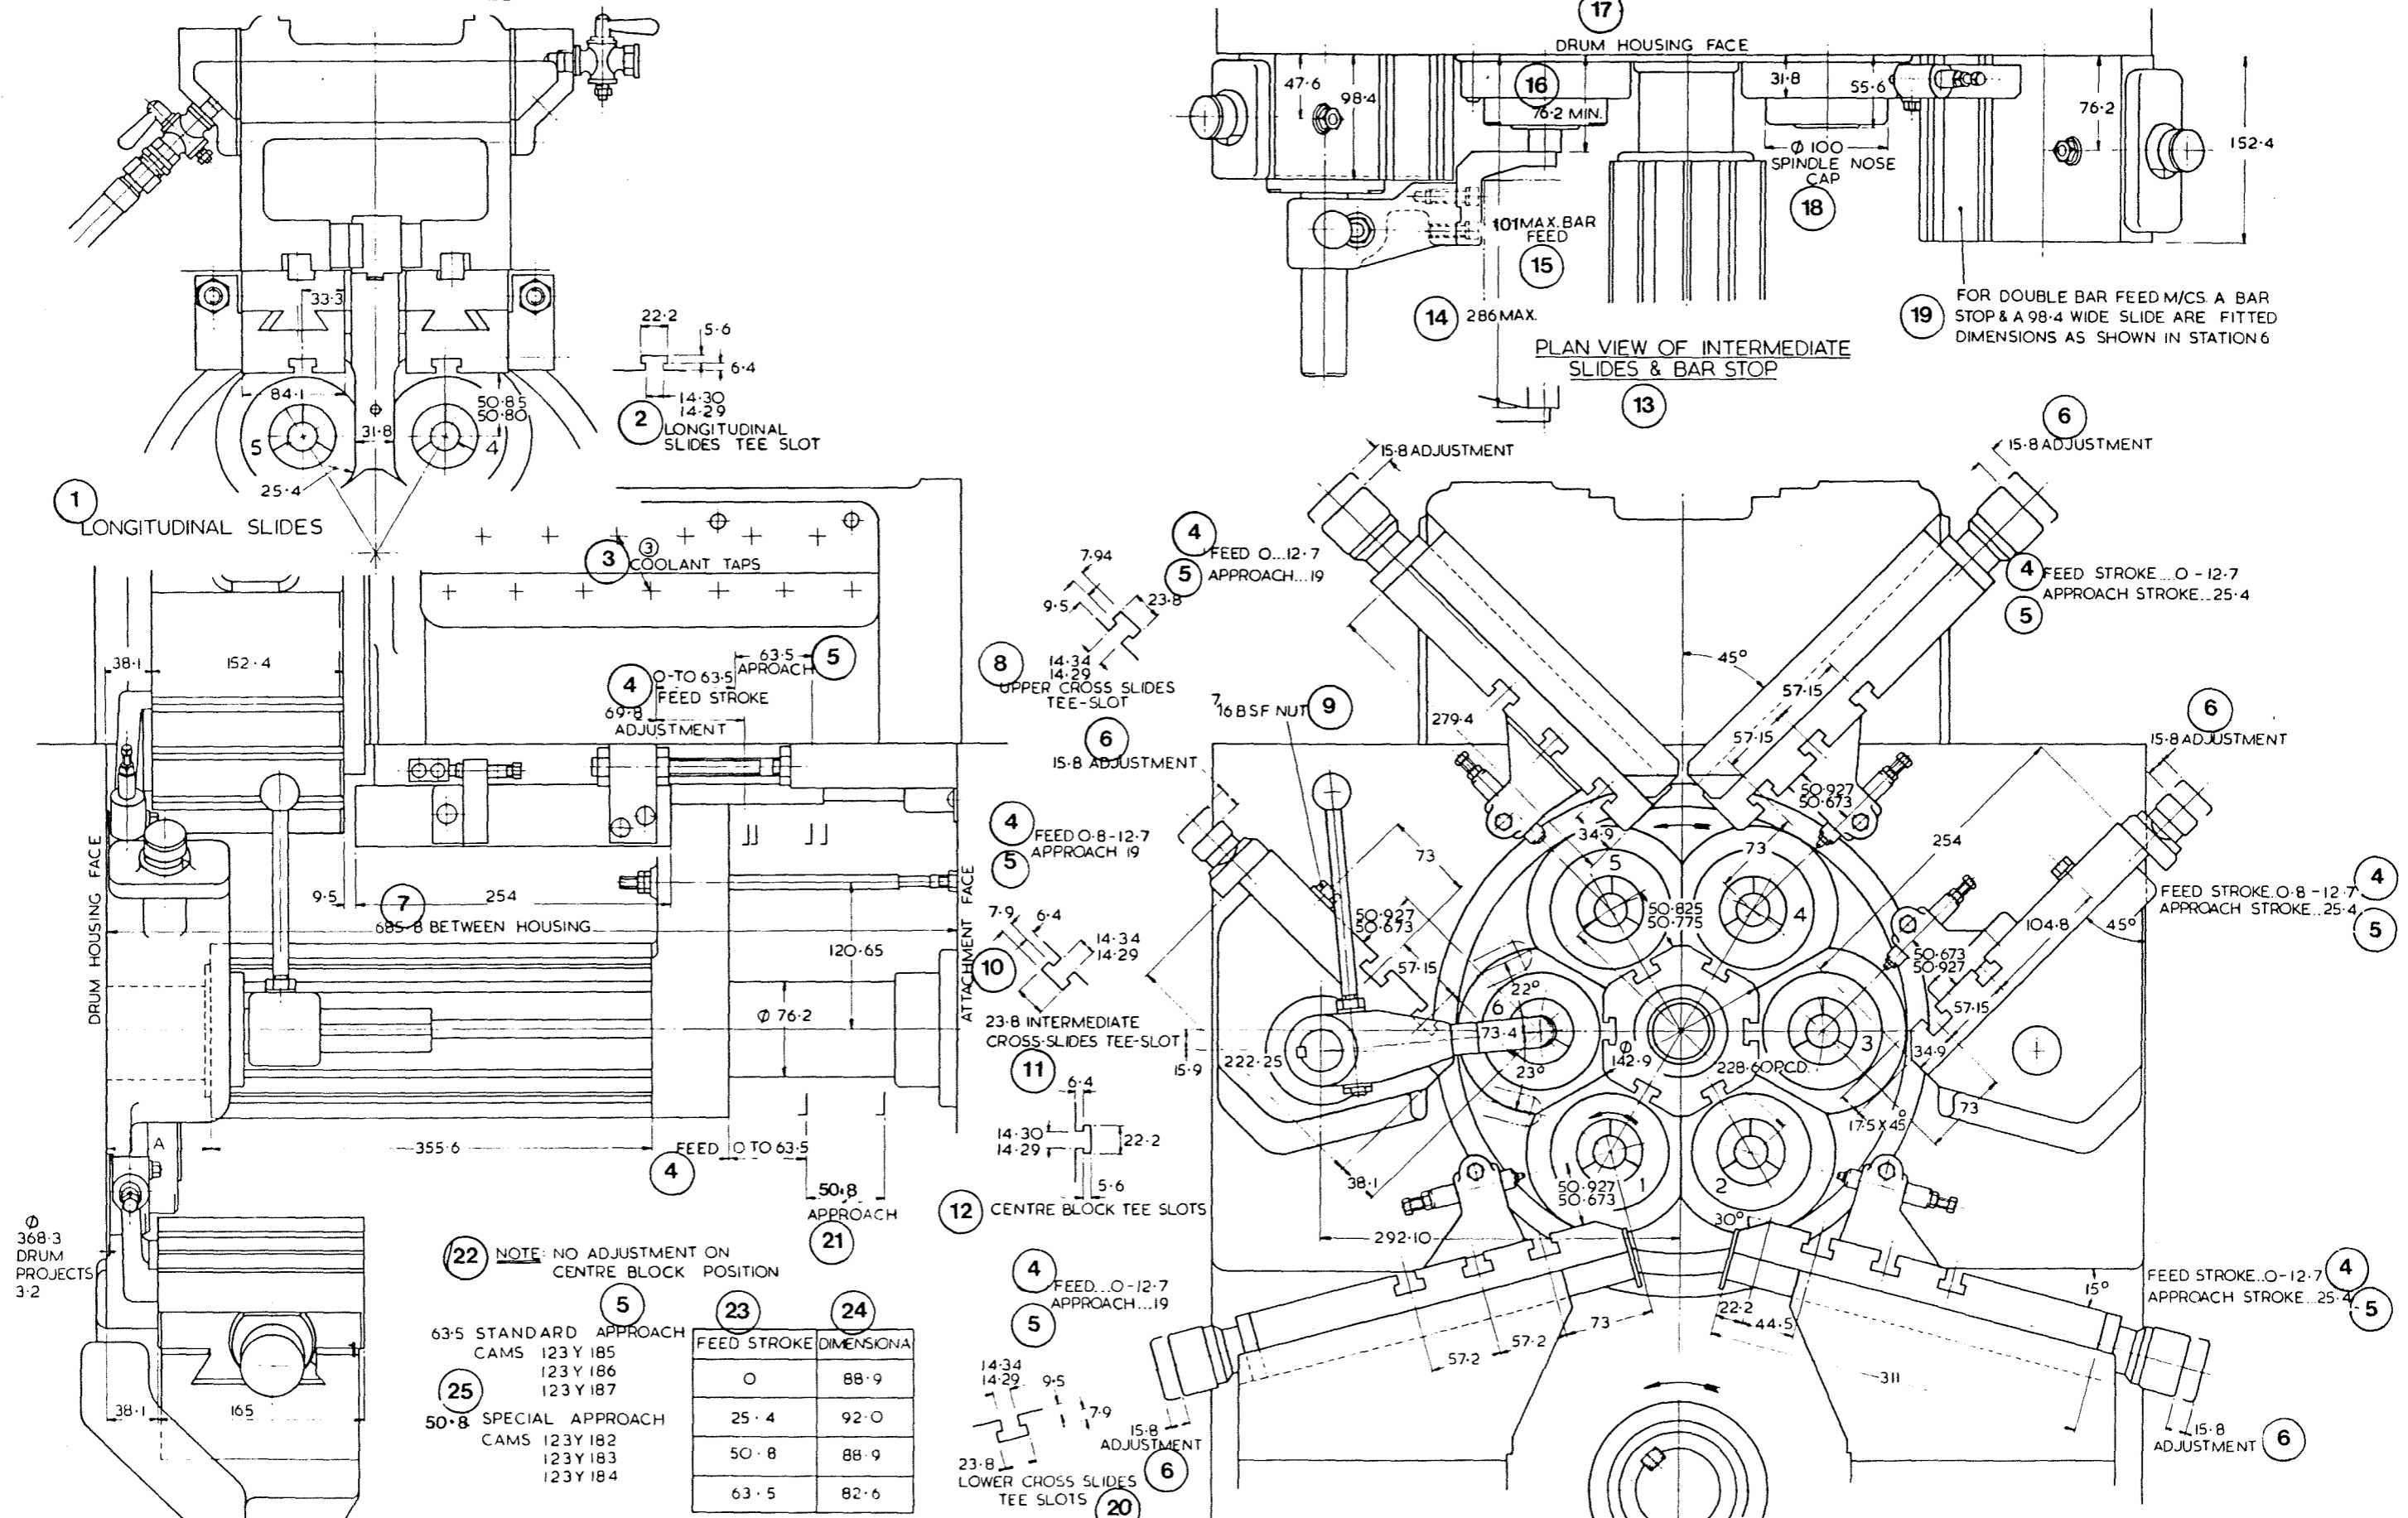 17
DRUM HOUSING FACE
47·6
98·4
16
76·2 MIN.
31·8
55·6
76·2
152·4
Ø 100
SPINDLE NOSE
CAP
18
101 MAX. BAR
FEED
15
14
286 MAX.
19
FOR DOUBLE BAR FEED M/CS. A BAR
STOP & A 98·4 WIDE SLIDE ARE FITTED
DIMENSIONS AS SHOWN IN STATION 6
PLAN VIEW OF INTERMEDIATE
SLIDES & BAR STOP
13
33·3
22·2
5·6
6·4
14·30
14·29
2
LONGITUDINAL
SLIDES TEE SLOT
84·1
50·85
50·80
31·8
5
4
25·4
1
LONGITUDINAL SLIDES
3
3
COOLANT TAPS
38·1
152·4
63·5
APROACH
5
4
0-TO 63·5
FEED STROKE
69·8
ADJUSTMENT
DRUM HOUSING FACE
9·5
7
254
685·8 BETWEEN HOUSING
120·65
ATTACHMENT FACE
Ø 76·2
A
355·6
FEED 0 TO 63·5
4
50·8
APPROACH
21
Ø
368·3
DRUM
PROJECTS
3·2
38·1
165
22
NOTE: NO ADJUSTMENT ON
CENTRE BLOCK POSITION
5
63·5 STANDARD APPROACH
CAMS 123Y185
123Y186
123Y187
25
50·8 SPECIAL APPROACH
CAMS 123Y182
123Y183
123Y184
23
24
FEED STROKE DIMENSION A
0 88·9
25·4 92·0
50·8 88·9
63·5 82·6
4
FEED 0...12·7
5
APPROACH...19
7·94
9·5
23·8
14·34
14·29
8
UPPER CROSS SLIDES
TEE-SLOT
7/16 BSF NUT
9
6
15·8 ADJUSTMENT
4
FEED 0·8-12·7
APPROACH 19
5
7·9
6·4
14·34
14·29
10
23·8 INTERMEDIATE
CROSS-SLIDES TEE-SLOT
11
6·4
14·30
14·29
22·2
5·6
12
CENTRE BLOCK TEE SLOTS
4
FEED...0-12·7
APPROACH...19
5
14·34
14·29
9·5
7·9
23·8
LOWER CROSS SLIDES
TEE SLOTS
20
15·8
ADJUSTMENT
6
15·8 ADJUSTMENT
6
15·8 ADJUSTMENT
4
FEED STROKE...0-12·7
APPROACH STROKE...25·4
5
45°
57·15
57·15
279·4
50·927
50·673
6
15·8 ADJUSTMENT
34·9
73
254
73
5
4
50·927
50·673
50·825
50·775
57·15
4
FEED STROKE.0·8-12·7
APPROACH STROKE...25·4
5
104·8
45°
50·673
50·927
57·15
22°
6
73·4
3
34·9
15·9
222·25
23°
Ø
142·9
228·60 P.C.D.
73
17·5 X 45°
38·1
50·927
50·673
1
2
30°
292·10
15°
FEED STROKE...0-12·7
APPROACH STROKE...25·4
4
5
73
22·2
44·5
57·2
57·2
311
15·8
ADJUSTMENT
6